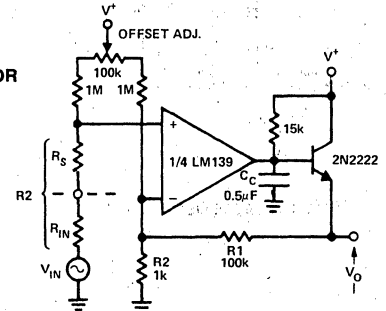 V+
OFFSET ADJ.
OR
100k
1M
1M
V+
15k
+
RS
1/4 LM139
2N2222
R2
CC
0.5µF
−
RIN
R1
100k
VIN
R2
1k
VO